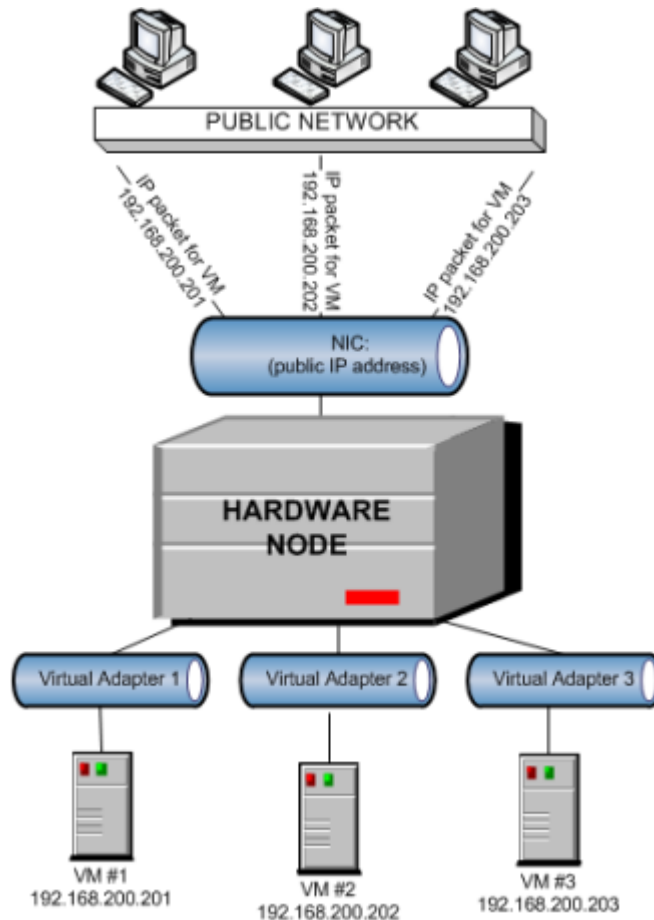 PUBLIC NETWORK
IP packet for VM
192.168.200.201
IP packet for VM
192.168.200.202
IP packet for VM
192.168.200.203
NIC:
(public IP address)
HARDWARE
NODE
Virtual Adapter 1
Virtual Adapter 2
Virtual Adapter 3
VM #1
192.168.200.201
VM #2
192.168.200.202
VM #3
192.168.200.203